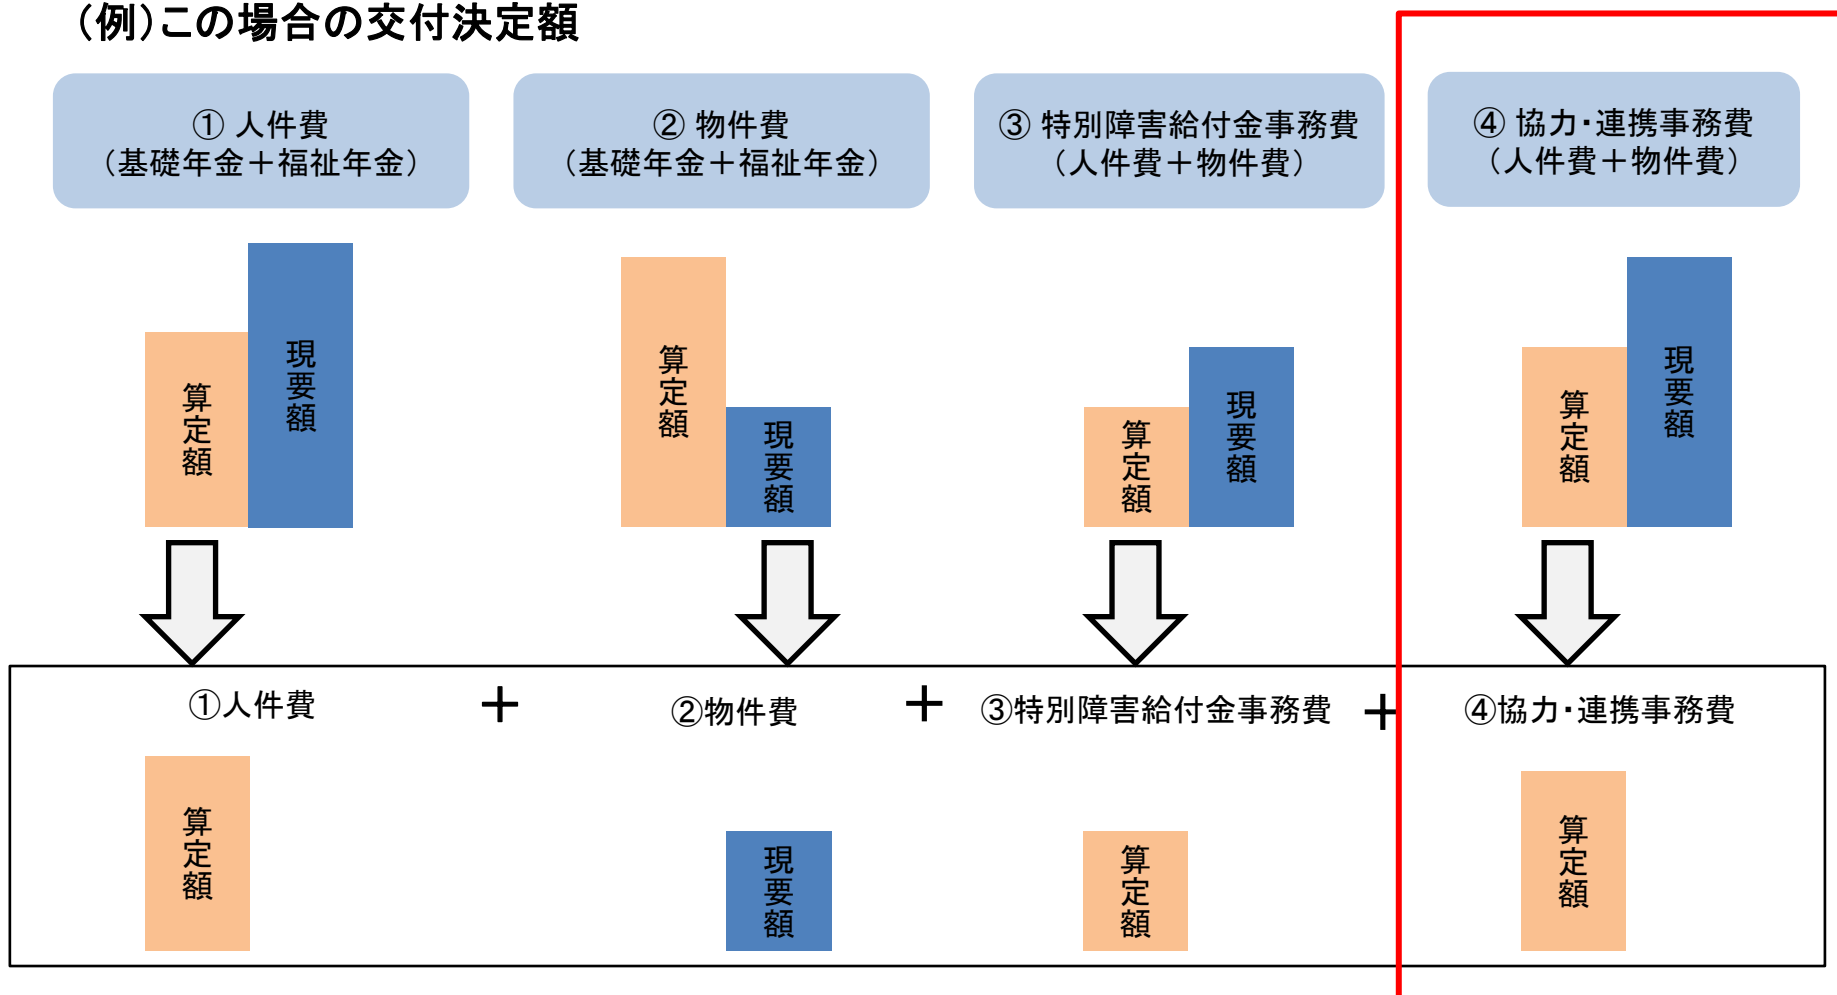 （例）この場合の交付決定額
① 人件費
（基礎年金＋福祉年金）
② 物件費
（基礎年金＋福祉年金）
③ 特別障害給付金事務費
（人件費＋物件費）
④ 協力・連携事務費
（人件費＋物件費）
算定額
現要額
算定額
現要額
算定額
現要額
算定額
現要額
①人件費
＋
②物件費
＋
③特別障害給付金事務費
＋
④協力・連携事務費
算定額
現要額
算定額
算定額